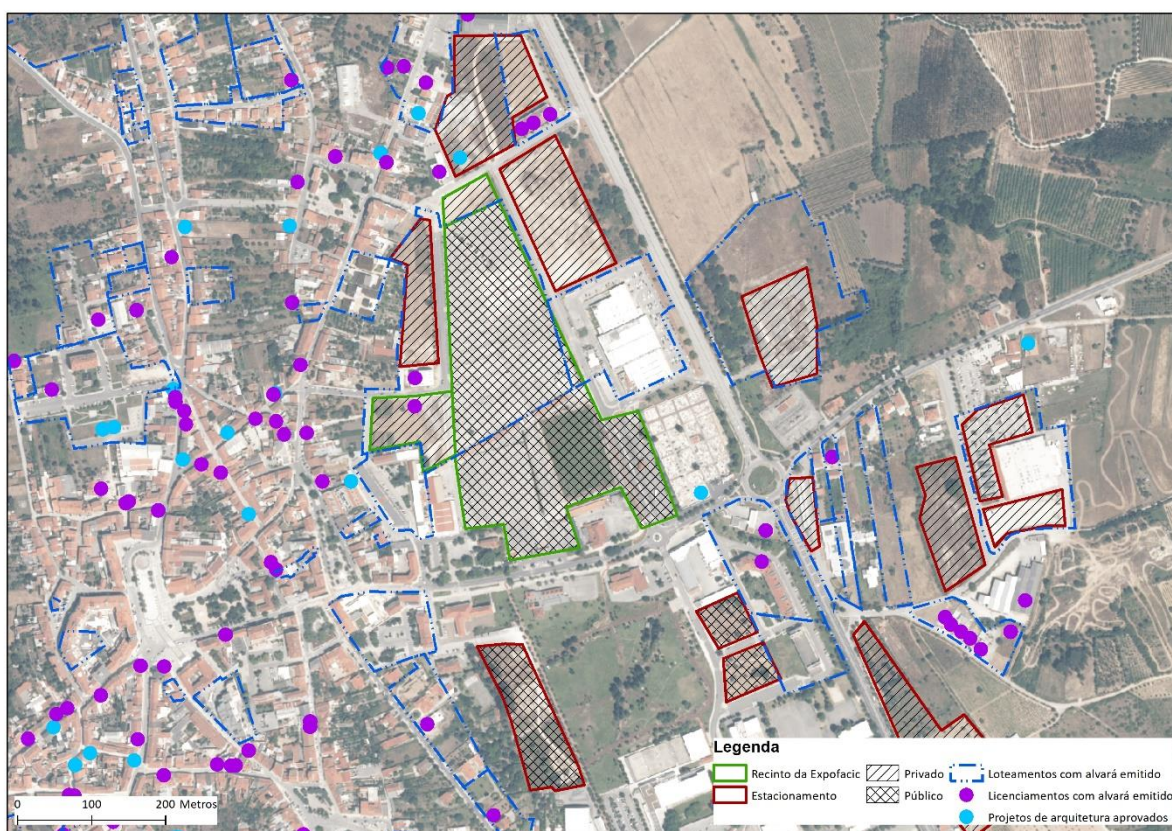 Legenda
Recinto da Expofacic
Privado
Loteamentos com alvará emitido
Estacionamento
Público
Licenciamentos com alvará emitido
Projetos de arquitetura aprovados
0 100 200 Metros